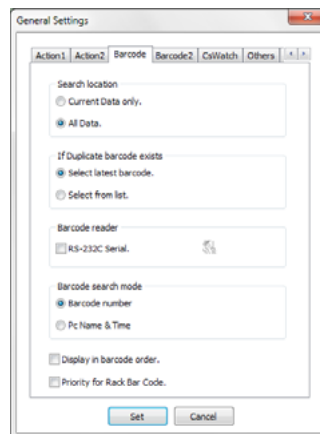 General Settings
Action1 Action2 Barcode Barcode2 CsWatch Others
Search location
Current Data only.
All Data.
If Duplicate barcode exists
Select latest barcode.
Select from list.
Barcode reader
RS-232C Serial.
Barcode search mode
Barcode number
Pc Name & Time
Display in barcode order.
Priority for Rack Bar Code.
Set Cancel